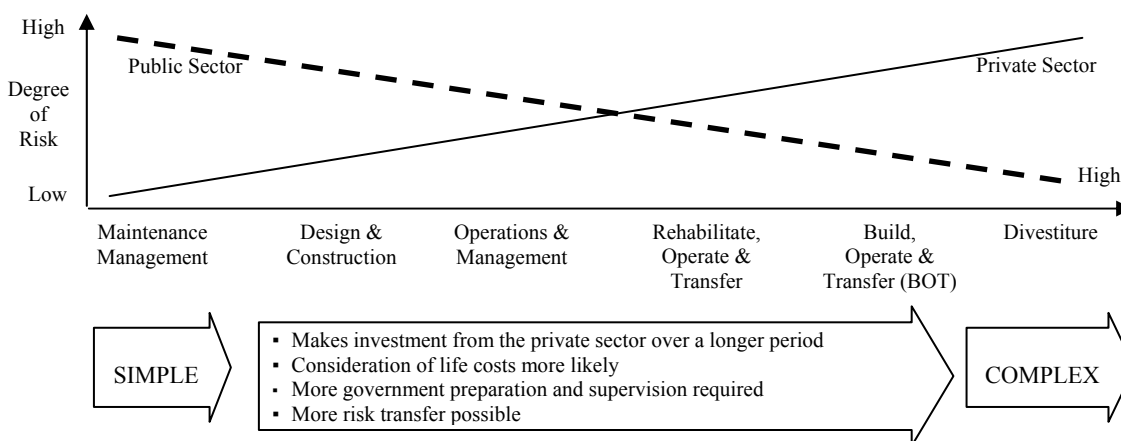 High
Public Sector
Private Sector
Degree
of
Risk
Low
High
Maintenance
Management
Design &
Construction
Operations &
Management
Rehabilitate,
Operate &
Transfer
Build,
Operate &
Transfer (BOT)
Divestiture
SIMPLE
▪ Makes investment from the private sector over a longer period
▪ Consideration of life costs more likely
▪ More government preparation and supervision required
▪ More risk transfer possible
COMPLEX